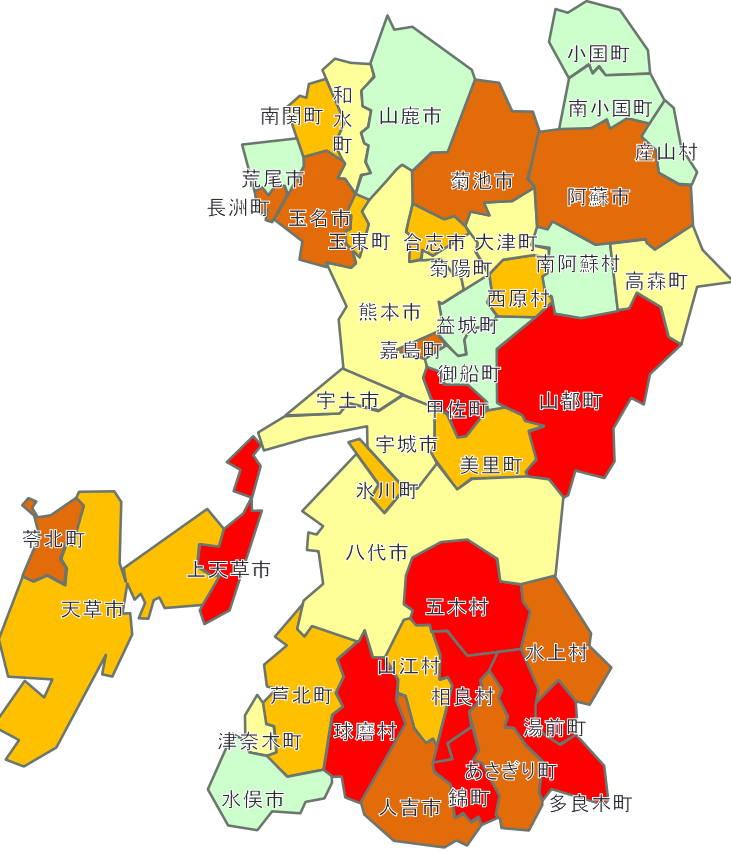 小国町
南小国町
産山村
和水町
山鹿市
南関町
荒尾市
長洲町
玉名市
玉東町
菊池市
阿蘇市
合志市
大津町
菊陽町
南阿蘇村
高森町
西原村
熊本市
益城町
嘉島町
御船町
甲佐町
山都町
宇土市
宇城市
美里町
氷川町
八代市
苓北町
上天草市
天草市
五木村
水上村
山江村
相良村
芦北町
球磨村
湯前町
津奈木町
あさぎり町
水俣市
人吉市
錦町
多良木町